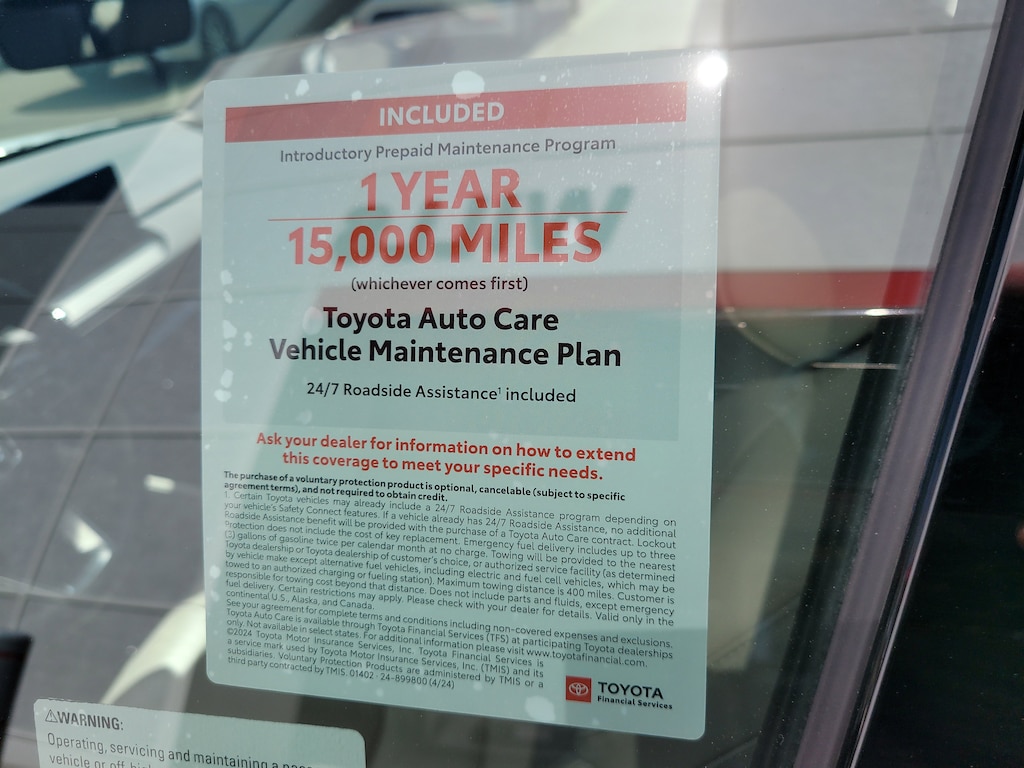 INCLUDED
Introductory Prepaid Maintenance Program
1 YEAR
15,000 MILES
(whichever comes first)
Toyota Auto Care
Vehicle Maintenance Plan
24/7 Roadside Assistance¹ included
Ask your dealer for information on how to extend
this coverage to meet your specific needs.
The purchase of a voluntary protection product is optional, cancelable (subject to specific
agreement terms), and not required to obtain credit.
1. Certain Toyota vehicles may already include a 24/7 Roadside Assistance program depending on
your vehicle's Safety Connect features. If a vehicle already has 24/7 Roadside Assistance, no additional
Roadside Assistance benefit will be provided with the purchase of a Toyota Auto Care contract. Lockout
Protection does not include the cost of key replacement. Emergency fuel delivery includes up to three
(3) gallons of gasoline twice per calendar month at no charge. Towing will be provided to the nearest
Toyota dealership or Toyota dealership of customer's choice, or authorized service facility (as determined
by vehicle make except alternative fuel vehicles, including electric and fuel cell vehicles, which may be
towed to an authorized charging or fueling station). Maximum towing distance is 400 miles. Customer is
responsible for towing cost beyond that distance. Does not include parts and fluids, except emergency
fuel delivery. Certain restrictions may apply. Please check with your dealer for details. Valid only in the
continental U.S., Alaska, and Canada.
See your agreement for complete terms and conditions including non-covered expenses and exclusions.
Toyota Auto Care is available through Toyota Financial Services (TFS) at participating Toyota dealerships
only. Not available in select states. For additional information please visit www.toyotafinancial.com.
©2024 Toyota Motor Insurance Services, Inc. Toyota Financial Services is
a service mark used by Toyota Motor Insurance Services, Inc. (TMIS) and its
subsidiaries. Voluntary Protection Products are administered by TMIS or a
third party contracted by TMIS. 01402 - 24-899800 (4/24)
TOYOTA
Financial Services
⚠WARNING:
Operating, servicing and maintaining a
vehicle or